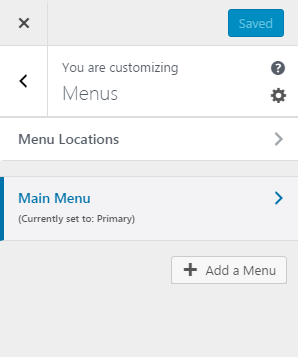 Saved
You are customizing
Menus
Menu Locations
Main Menu
(Currently set to: Primary)
Add a Menu